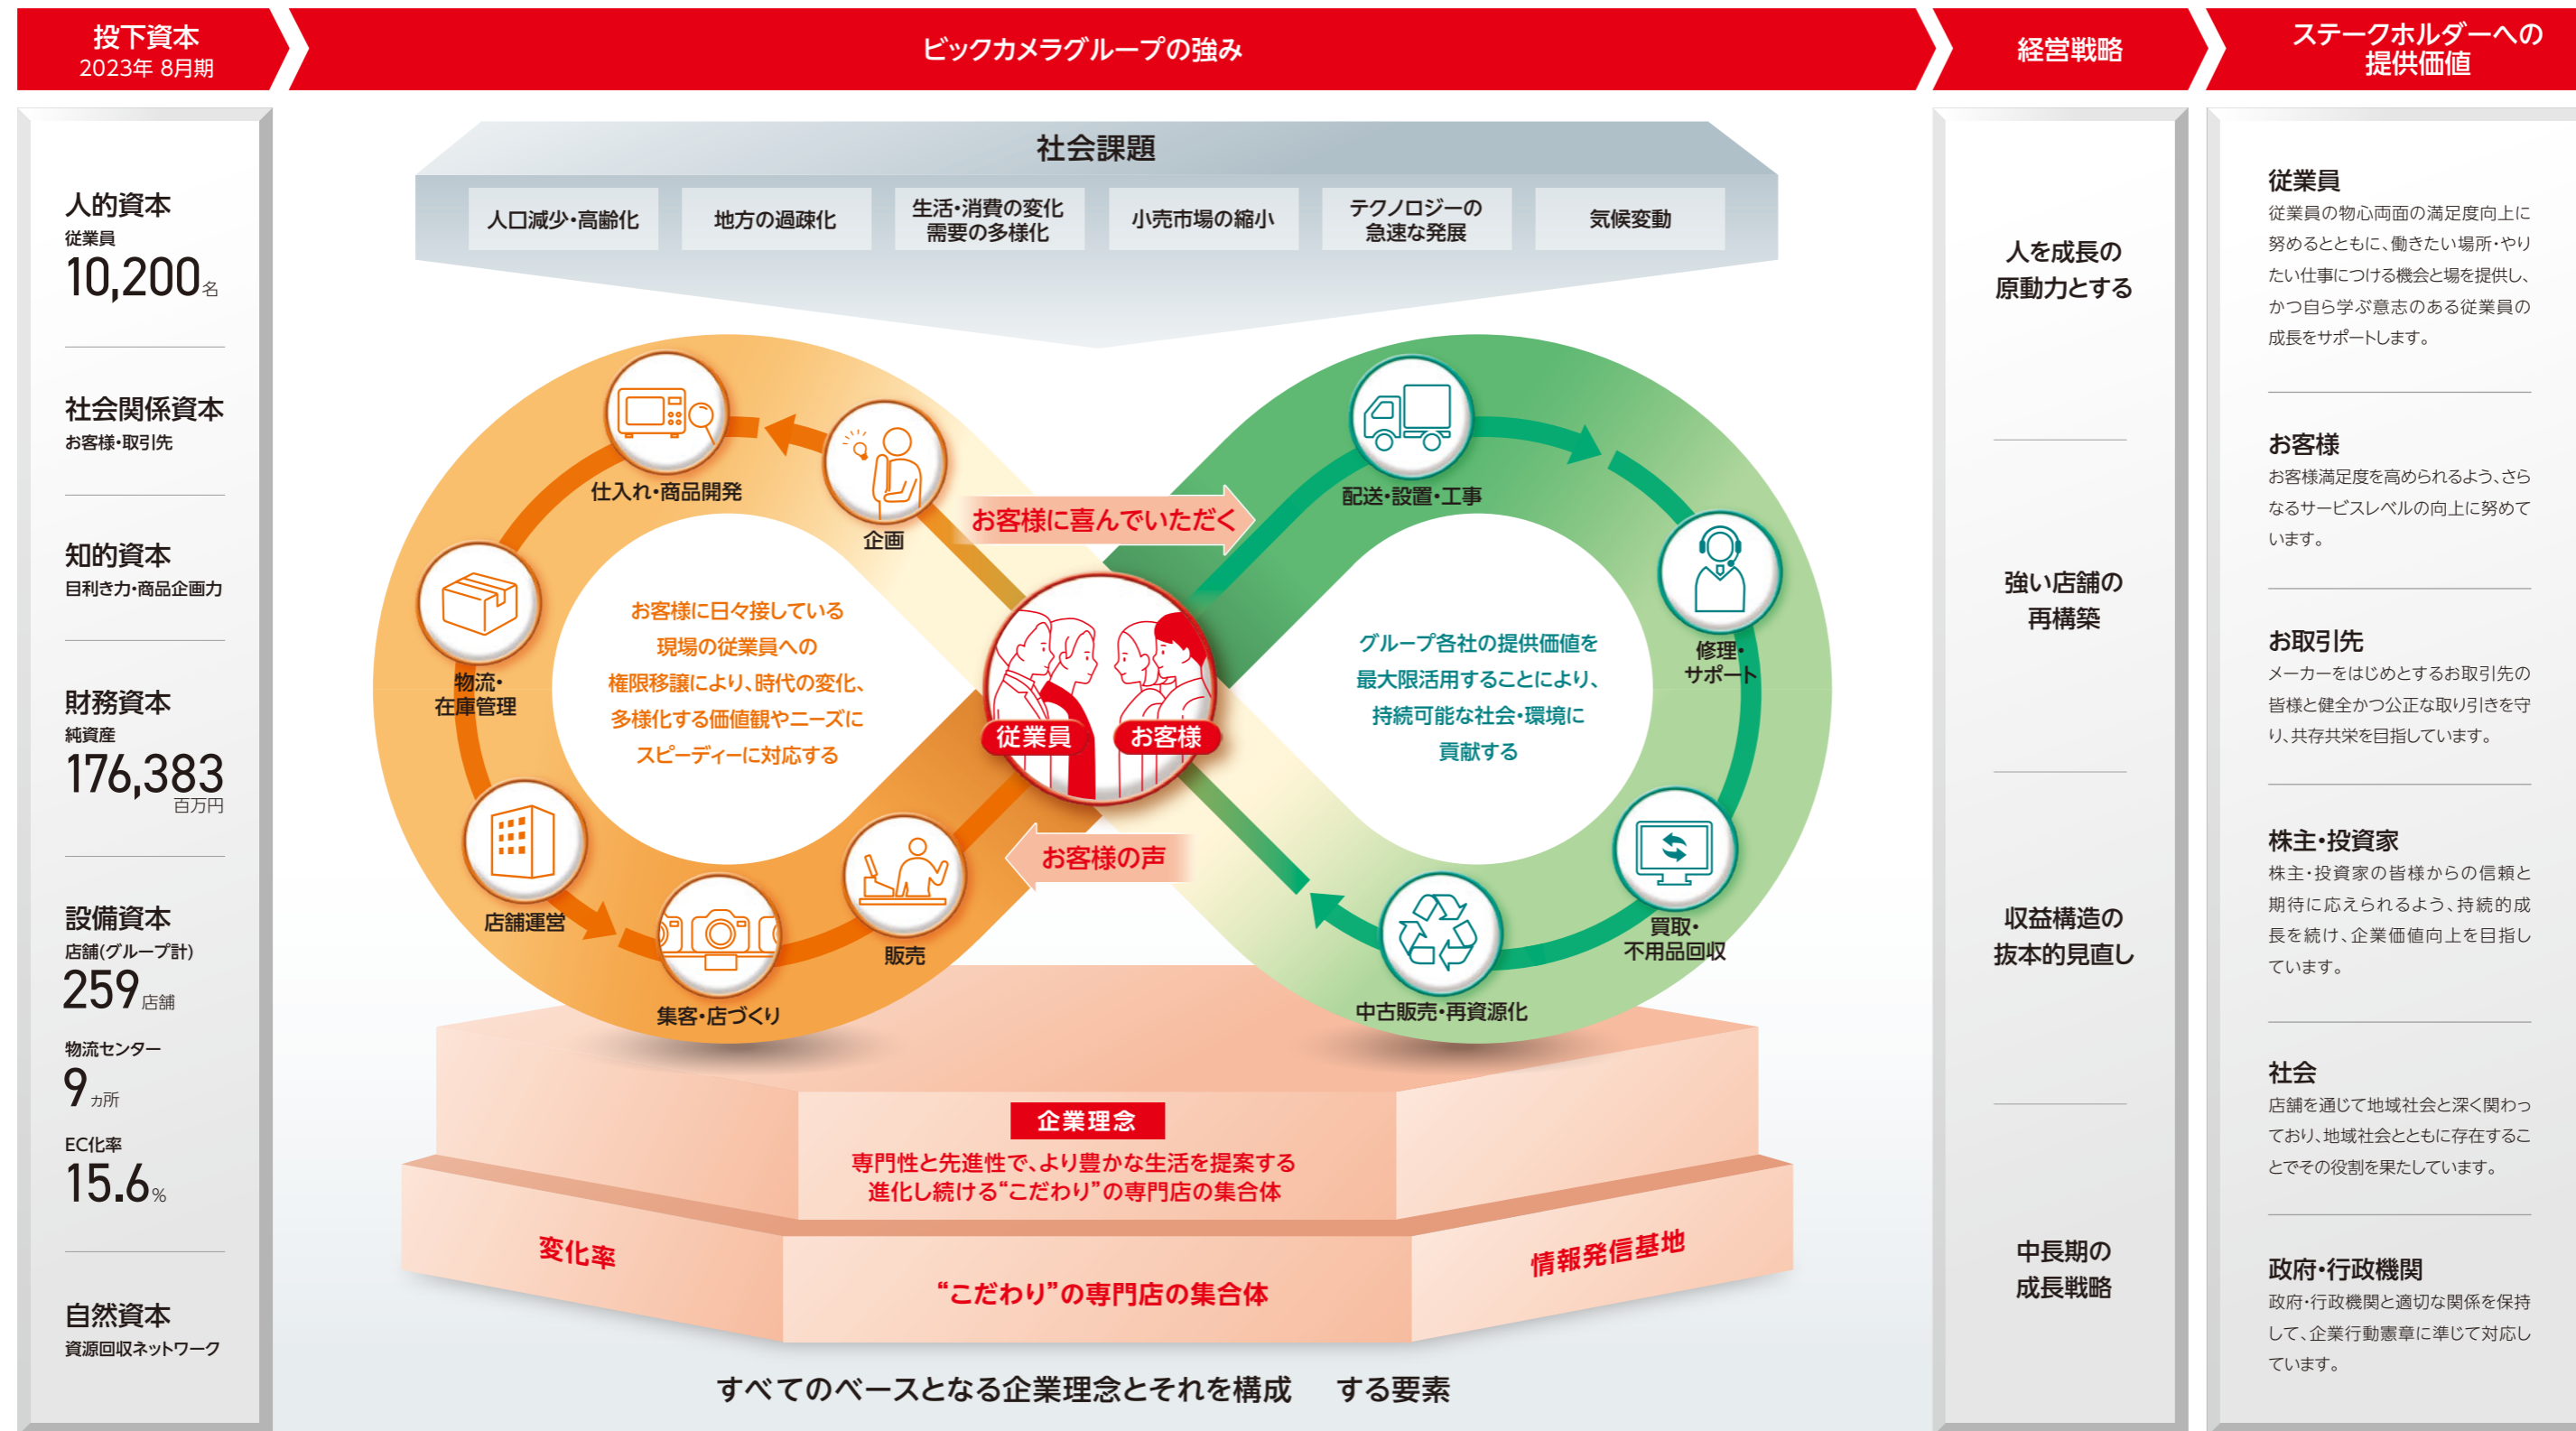 投下資本
2023年 8月期
ビックカメラグループの強み
経営戦略
ステークホルダーへの
提供価値
人的資本
従業員
10,200名
社会関係資本
お客様・取引先
知的資本
目利き力・商品企画力
財務資本
純資産
176,383
百万円
設備資本
店舗(グループ計)
259店舗
物流センター
9ヵ所
EC化率
15.6%
自然資本
資源回収ネットワーク
社会課題
人口減少・高齢化
地方の過疎化
生活・消費の変化
需要の多様化
小売市場の縮小
テクノロジーの
急速な発展
気候変動
仕入れ・商品開発
企画
物流・
在庫管理
店舗運営
集客・店づくり
販売
お客様に日々接している
現場の従業員への
権限移譲により、時代の変化、
多様化する価値観やニーズに
スピーディーに対応する
お客様に喜んでいただく
従業員
お客様
お客様の声
配送・設置・工事
修理・
サポート
買取・
不用品回収
中古販売・再資源化
グループ各社の提供価値を
最大限活用することにより、
持続可能な社会・環境に
貢献する
企業理念
専門性と先進性で、より豊かな生活を提案する
進化し続ける“こだわり”の専門店の集合体
変化率
“こだわり”の専門店の集合体
情報発信基地
すべてのベースとなる企業理念とそれを構成 する要素
人を成長の
原動力とする
強い店舗の
再構築
収益構造の
抜本的見直し
中長期の
成長戦略
従業員
従業員の物心両面の満足度向上に
努めるとともに、働きたい場所・やり
たい仕事につける機会と場を提供し、
かつ自ら学ぶ意志のある従業員の
成長をサポートします。
お客様
お客様満足度を高められるよう、さら
なるサービスレベルの向上に努めて
います。
お取引先
メーカーをはじめとするお取引先の
皆様と健全かつ公正な取り引きを守
り、共存共栄を目指しています。
株主・投資家
株主・投資家の皆様からの信頼と
期待に応えられるよう、持続的成
長を続け、企業価値向上を目指し
ています。
社会
店舗を通じて地域社会と深く関わっ
ており、地域社会とともに存在するこ
とでその役割を果たしています。
政府・行政機関
政府・行政機関と適切な関係を保持
して、企業行動憲章に準じて対応し
ています。